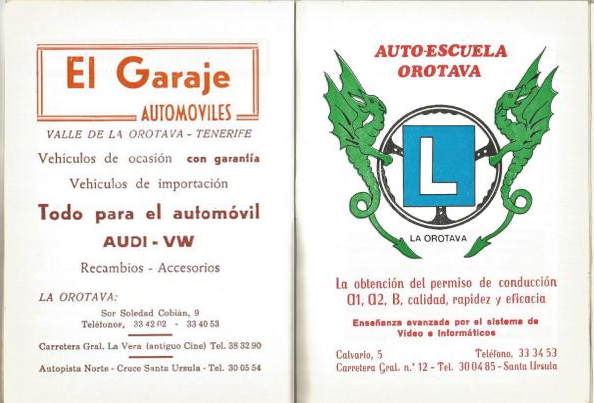 El Garaje
AUTOMOVILES
VALLE DE LA OROTAVA - TENERIFE
Vehículos de ocasión con garantía
Vehículos de importación
Todo para el automóvil
AUDI - VW
Recambios - Accesorios
LA OROTAVA:
Sor Soledad Cobián, 9
Teléfonos, 33 42 02 - 33 40 53
Carretera Gral. La Vera (antiguo Cine) Tel. 38 32 90
Autopista Norte - Cruce Santa Ursula - Tel. 30 05 54
AUTO-ESCUELA
OROTAVA
L
LA OROTAVA
La obtención del permiso de conducción
A1, A2, B, calidad, rapidez y eficacia
Enseñanza avanzada por el sistema de
Video e Informáticos
Calvario, 5 Teléfono, 33 34 53
Carretera Gral. n.° 12 - Tel. 30 04 85 - Santa Ursula